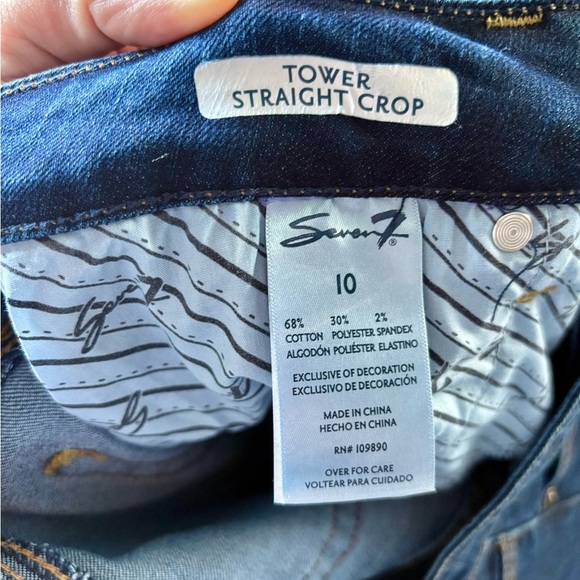 TOWER
STRAIGHT CROP
Seven7®
10
68% 30% 2%
COTTON POLYESTER SPANDEX
ALGODÓN POLIÉSTER ELASTINO
EXCLUSIVE OF DECORATION
EXCLUSIVO DE DECORACIÓN
MADE IN CHINA
HECHO EN CHINA
RN# 109890
OVER FOR CARE
VOLTEAR PARA CUIDADO